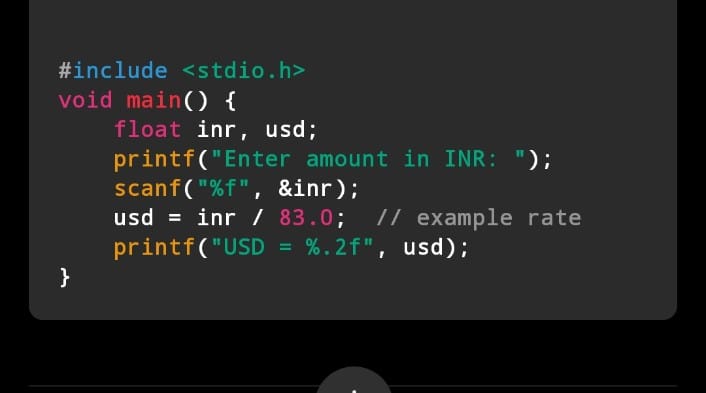 #include <stdio.h>
void main() {
    float inr, usd;
    printf("Enter amount in INR: ");
    scanf("%f", &inr);
    usd = inr / 83.0;  // example rate
    printf("USD = %.2f", usd);
}